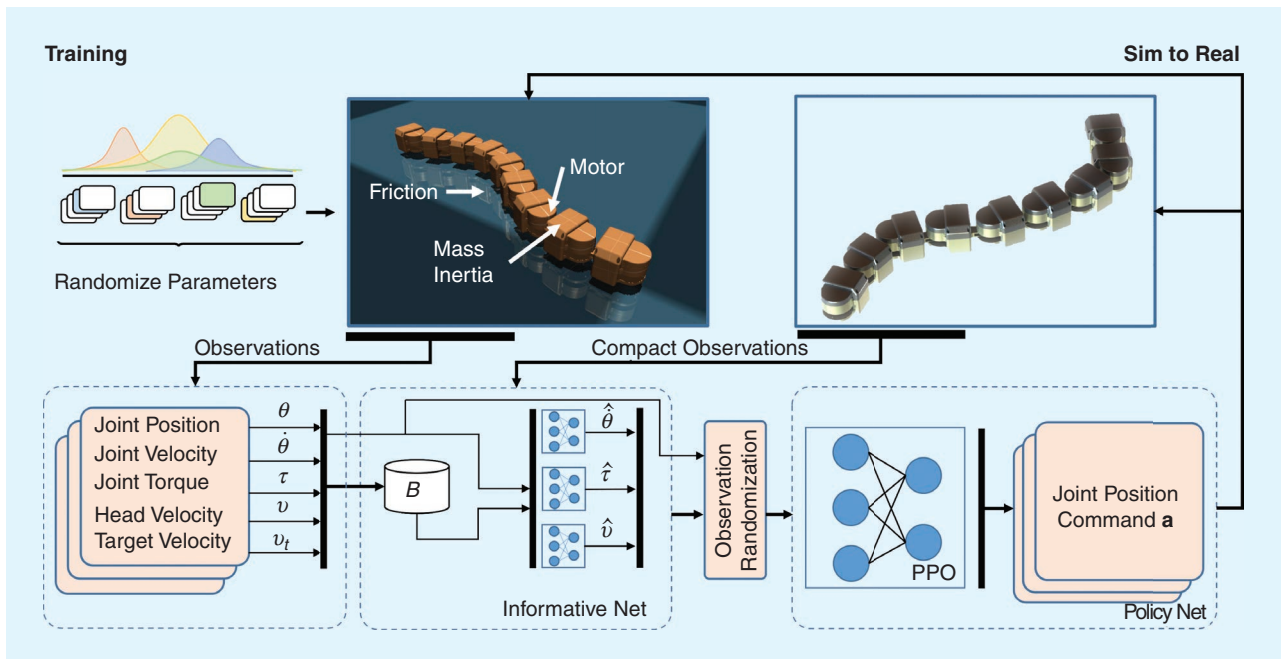 Training
Sim to Real
Friction
Motor
Mass
Inertia
Randomize Parameters
Observations
Compact Observations
Joint Position
θ
Joint Velocity
θ̇
Joint Torque
τ
Head Velocity
υ
Target Velocity
υₜ
B
θ̇̂
τ̂
υ̂
Informative Net
Observation
Randomization
PPO
Joint Position
Command a
Policy Net